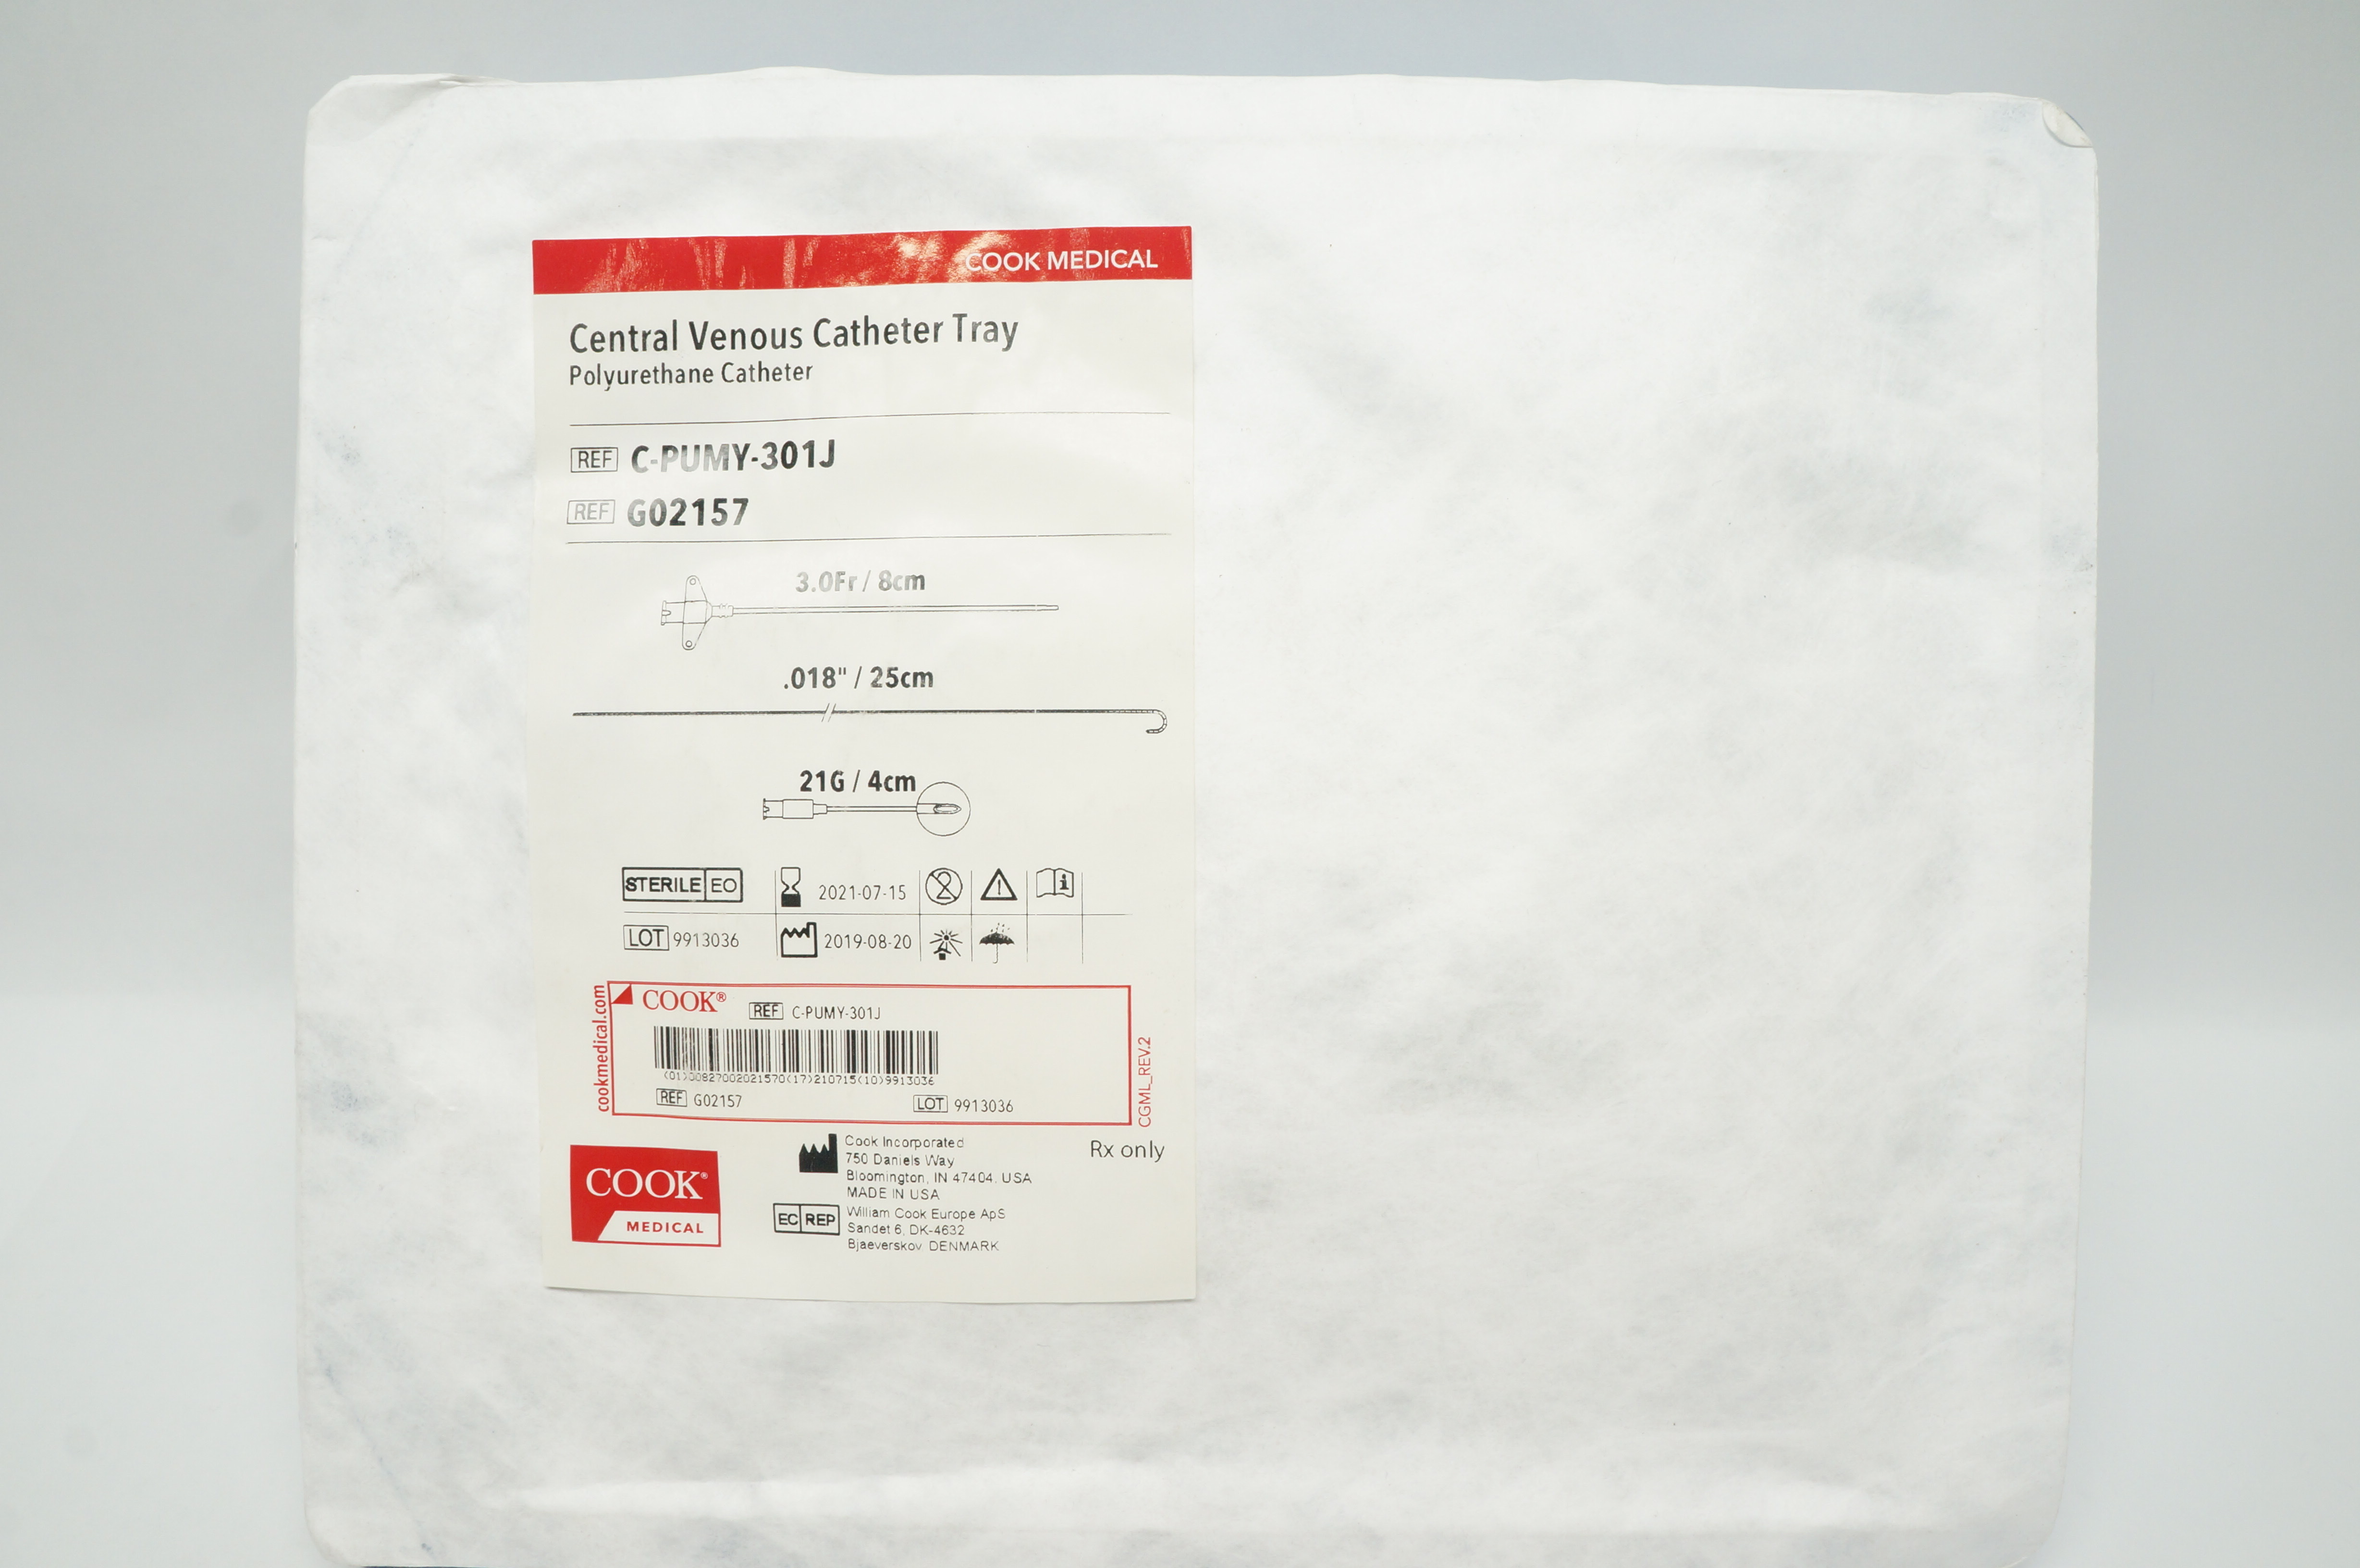 COOK MEDICAL
Central Venous Catheter Tray
Polyurethane Catheter
REF C-PUMY-301J
REF G02157
3.0Fr / 8cm
.018" / 25cm
21G / 4cm
STERILE EO 2021-07-15 2
LOT 9913036 2019-08-20
cookmedical.com
COOK® REF C-PUMY-301J
(01)00827002021570(17)210715(10)9913036
REF G02157 LOT 9913036
CGML_REV.2
COOK®
MEDICAL
Cook Incorporated
750 Daniels Way
Bloomington, IN 47404, USA
MADE IN USA
EC REP William Cook Europe ApS
Sandet 6, DK-4632
Bjaeverskov DENMARK
Rx only